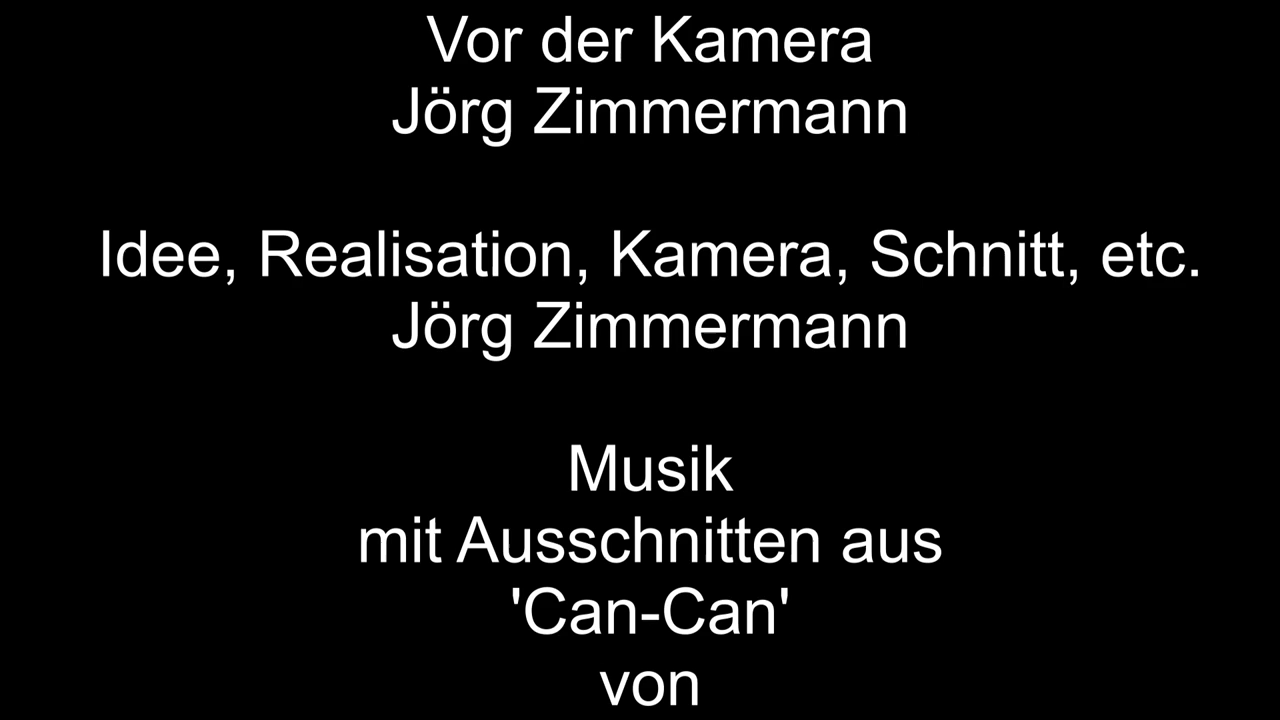 Vor der Kamera
Jörg Zimmermann
Idee, Realisation, Kamera, Schnitt, etc.
Jörg Zimmermann
Musik
mit Ausschnitten aus
'Can-Can'
von